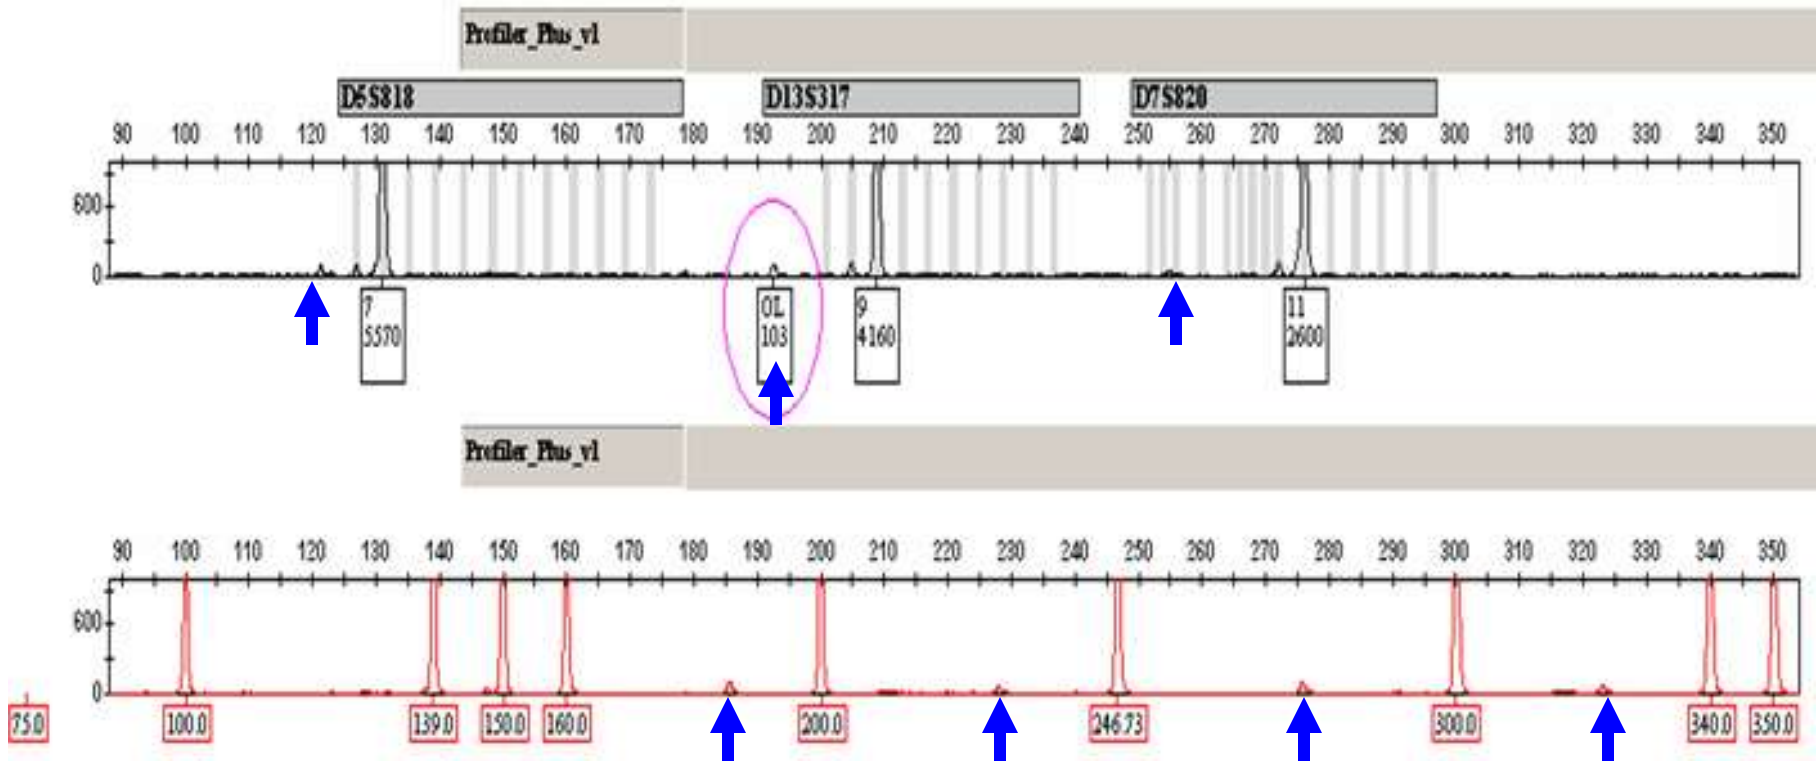 Profiler_Plus_v1
D5S818 D13S317 D7S820
90 100 110 120 130 140 150 160 170 180 190 200 210 220 230 240 250 260 270 280 290 300 310 320 330 340 350
600
0
7 OL 9 11
5570 103 4160 2600
Profiler_Plus_v1
90 100 110 120 130 140 150 160 170 180 190 200 210 220 230 240 250 260 270 280 290 300 310 320 330 340 350
600
0
75.0 100.0 139.0 150.0 160.0 200.0 246.73 300.0 340.0 350.0